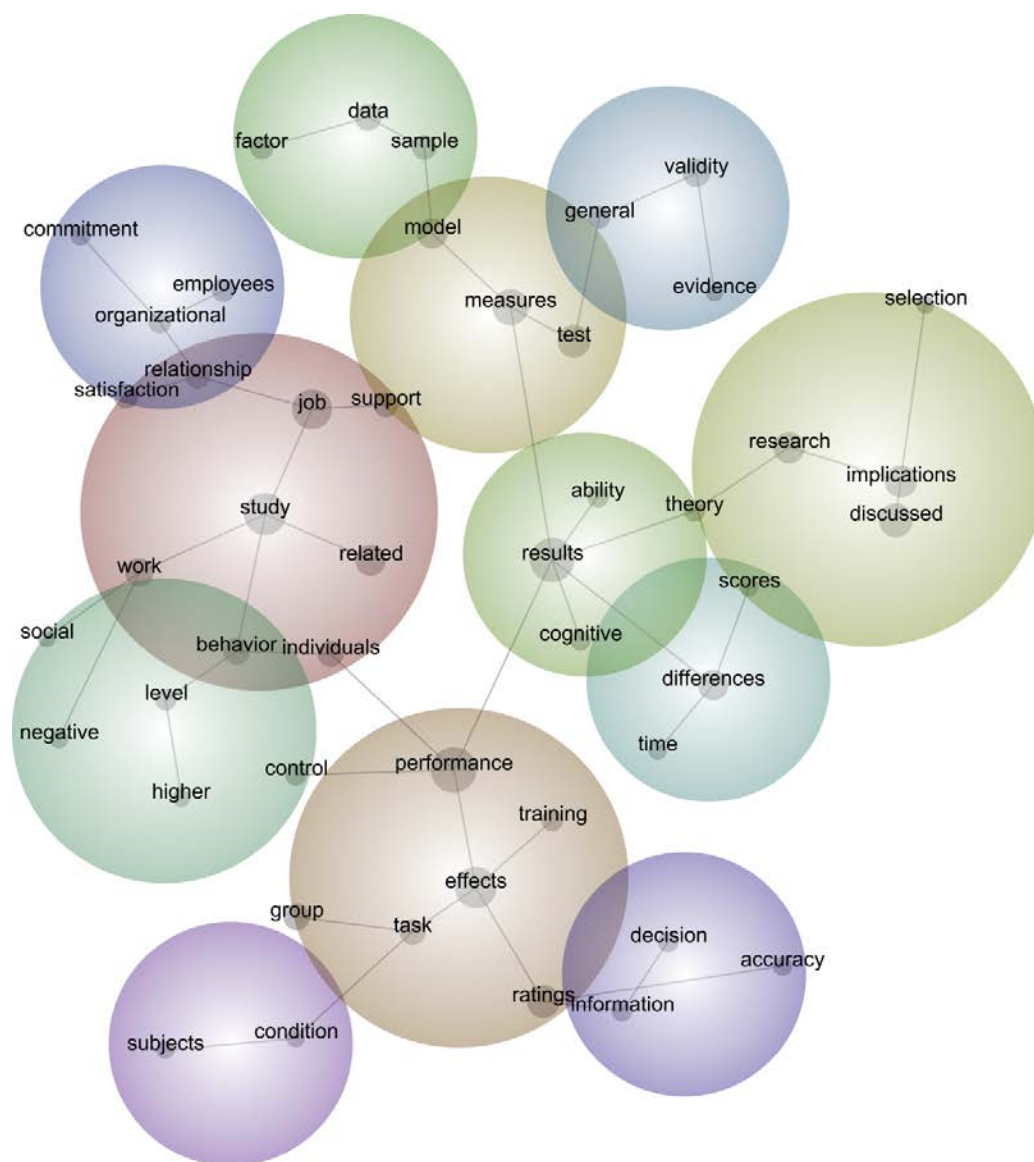 data
factor
sample
validity
general
commitment
model
employees
evidence
measures
selection
organizational
test
relationship
satisfaction
job
support
research
implications
ability
theory
discussed
study
results
related
work
scores
social
behavior
individuals
cognitive
level
differences
negative
time
control
performance
higher
training
effects
group
task
decision
accuracy
ratings
information
subjects
condition